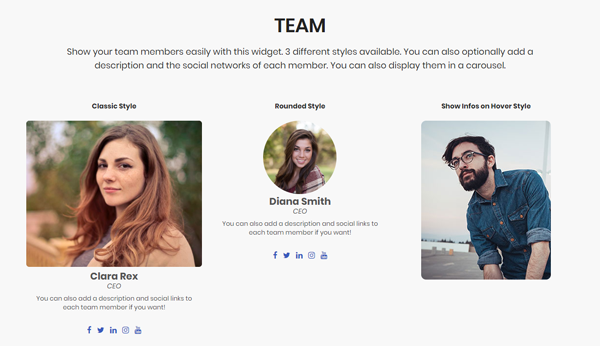 TEAM
Show your team members easily with this widget. 3 different styles available. You can also optionally add a
description and the social networks of each member. You can also display them in a carousel.
Classic Style
Rounded Style
Show Infos on Hover Style
Diana Smith
CEO
You can also add a description and social links to
each team member if you want!
Clara Rex
CEO
You can also add a description and social links to
each team member if you want!